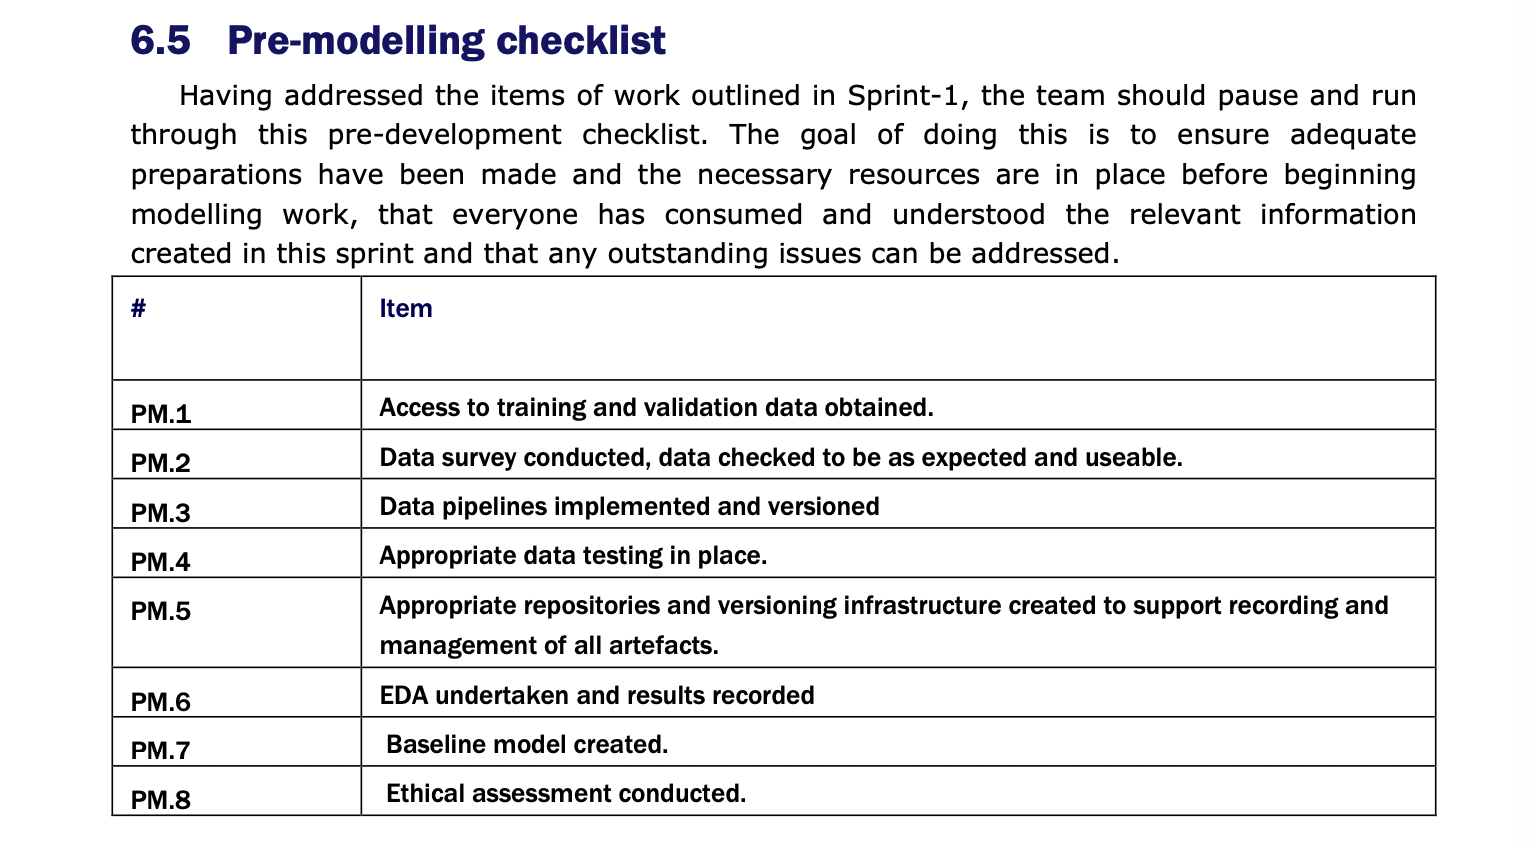 6.5 Pre-modelling checklist
Having addressed the items of work outlined in Sprint-1, the team should pause and run
through this pre-development checklist. The goal of doing this is to ensure adequate
preparations have been made and the necessary resources are in place before beginning
modelling work, that everyone has consumed and understood the relevant information
created in this sprint and that any outstanding issues can be addressed.
# Item
PM.1 Access to training and validation data obtained.
PM.2 Data survey conducted, data checked to be as expected and useable.
PM.3 Data pipelines implemented and versioned
PM.4 Appropriate data testing in place.
PM.5 Appropriate repositories and versioning infrastructure created to support recording and
management of all artefacts.
PM.6 EDA undertaken and results recorded
PM.7 Baseline model created.
PM.8 Ethical assessment conducted.